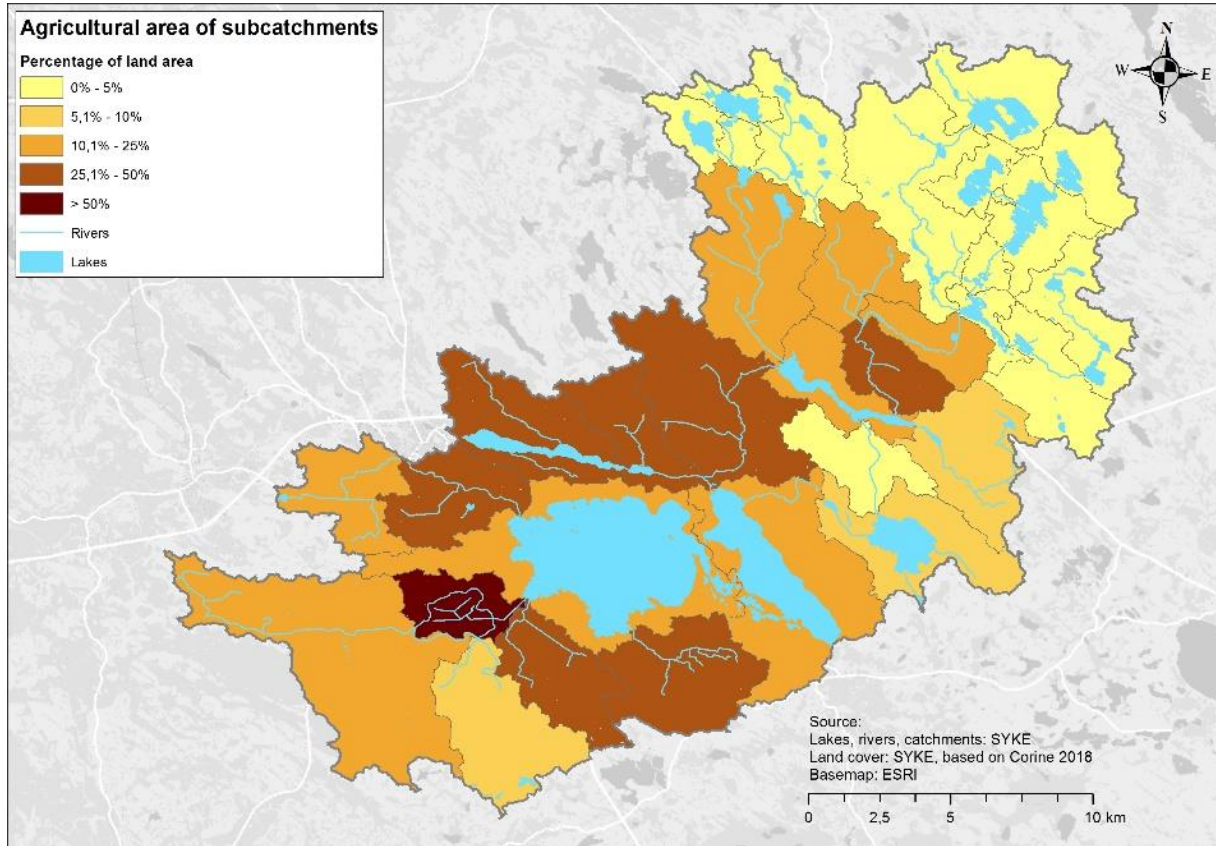 Agricultural area of subcatchments
Percentage of land area
0% - 5%
5,1% - 10%
10,1% - 25%
25,1% - 50%
> 50%
Rivers
Lakes
N
W
E
S
Source:
Lakes, rivers, catchments: SYKE
Land cover: SYKE, based on Corine 2018
Basemap: ESRI
0 2,5 5 10 km